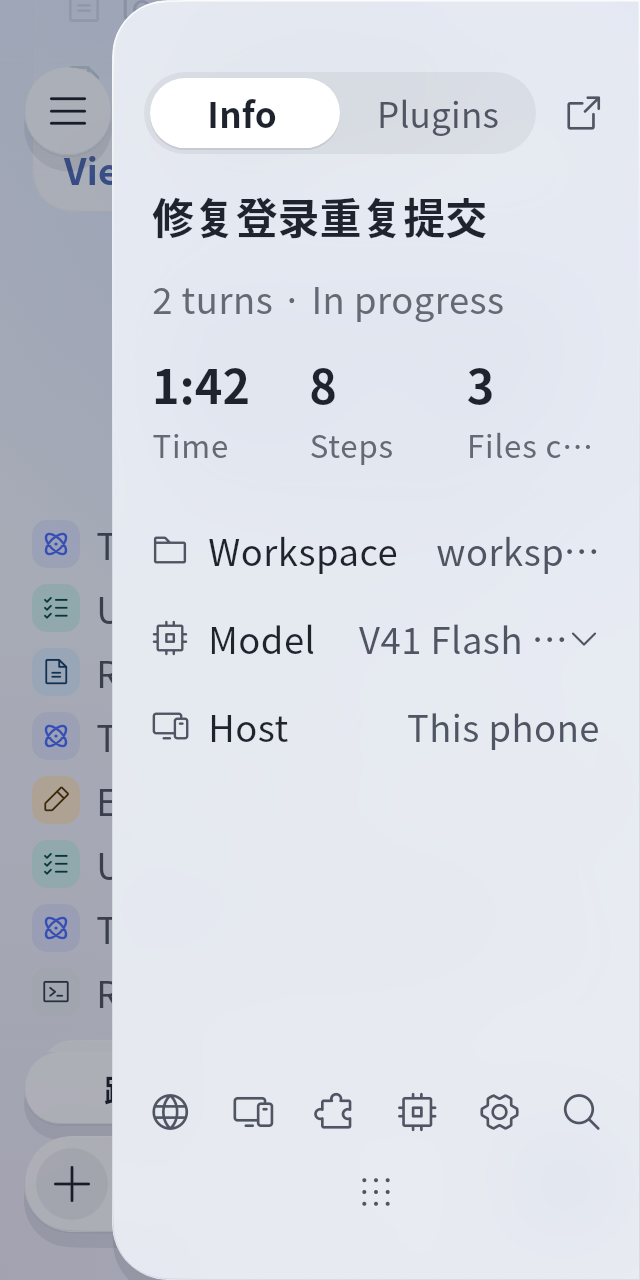 Info
Plugins
Vie
修复登录重复提交
2 turns · In progress
1:42
8
3
Time
Steps
Files c…
Workspace
worksp…
Model
V41 Flash …
Host
This phone
T
U
R
T
E
U
T
R